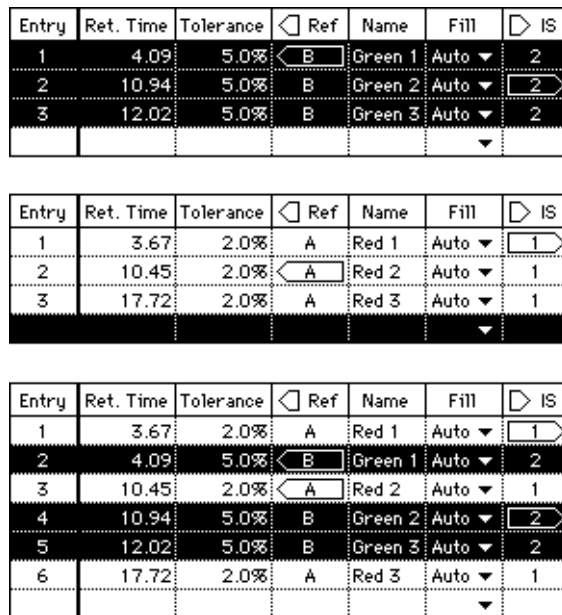 Entry Ret. Time Tolerance Ref Name Fill IS
1 4.09 5.0% B Green 1 Auto 2
2 10.94 5.0% B Green 2 Auto 2
3 12.02 5.0% B Green 3 Auto 2
Entry Ret. Time Tolerance Ref Name Fill IS
1 3.67 2.0% A Red 1 Auto 1
2 10.45 2.0% A Red 2 Auto 1
3 17.72 2.0% A Red 3 Auto 1
Entry Ret. Time Tolerance Ref Name Fill IS
1 3.67 2.0% A Red 1 Auto 1
2 4.09 5.0% B Green 1 Auto 2
3 10.45 2.0% A Red 2 Auto 1
4 10.94 5.0% B Green 2 Auto 2
5 12.02 5.0% B Green 3 Auto 2
6 17.72 2.0% A Red 3 Auto 1